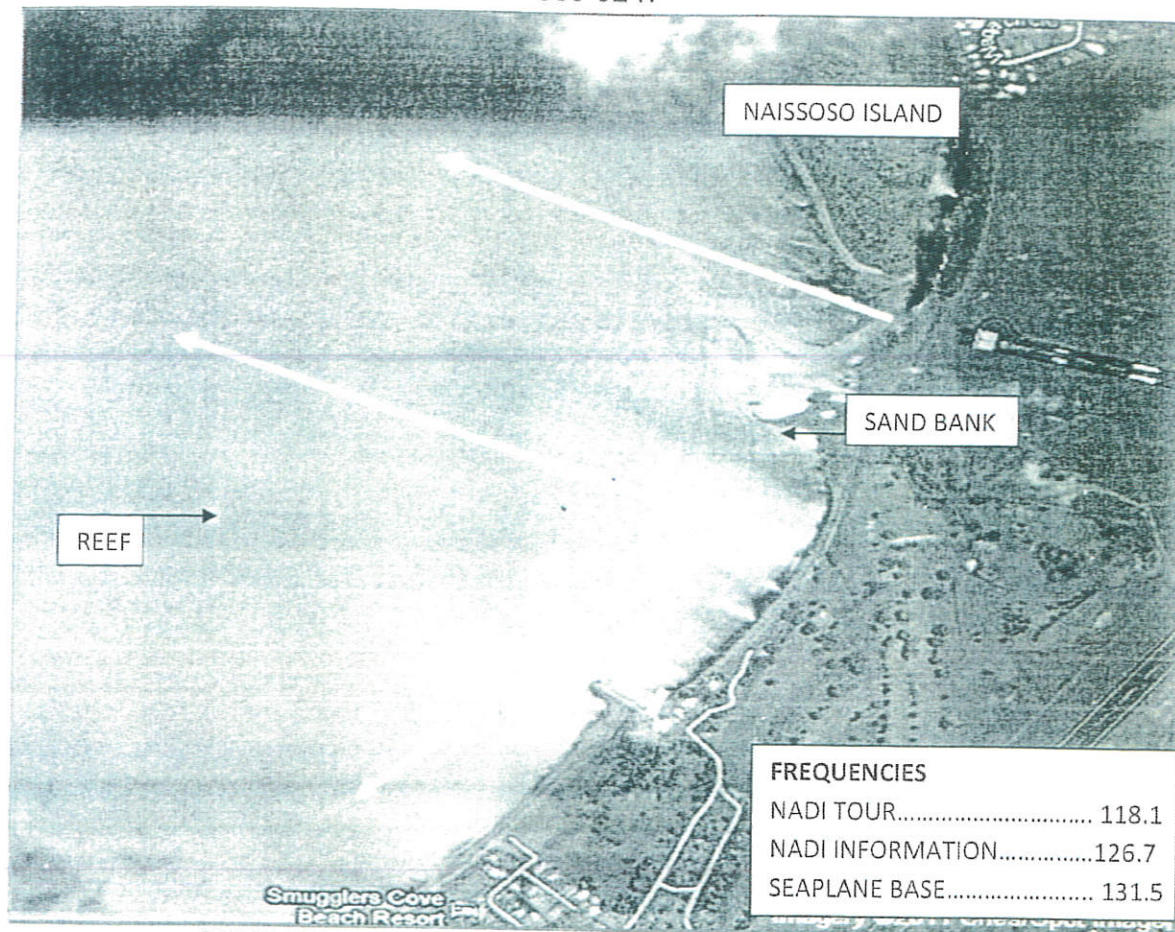 NAISSOSO ISLAND
SAND BANK
REEF
FREQUENCIES
NADI TOUR.............................. 118.1
NADI INFORMATION..............126.7
SEAPLANE BASE...................... 131.5
Smugglers Cove
Beach Resort